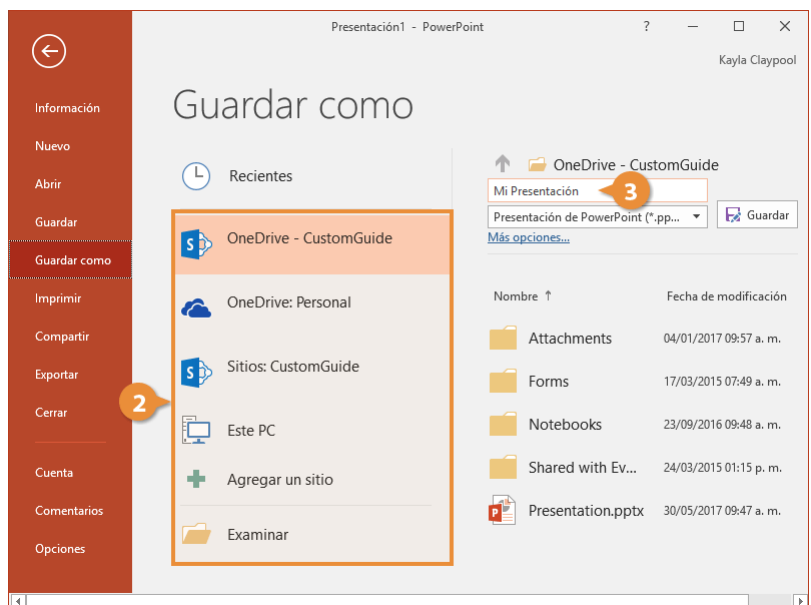 Presentación1 - PowerPoint
?
Kayla Claypool
Información
Nuevo
Abrir
Guardar
Guardar como
Imprimir
Compartir
Exportar
Cerrar
Cuenta
Comentarios
Opciones
Guardar como
Recientes
OneDrive - CustomGuide
OneDrive: Personal
Sitios: CustomGuide
Este PC
Agregar un sitio
Examinar
2
OneDrive - CustomGuide
Mi Presentación
3
Presentación de PowerPoint (*.pp...
Guardar
Más opciones...
Nombre ↑ Fecha de modificación
Attachments 04/01/2017 09:57 a. m.
Forms 17/03/2015 07:49 a. m.
Notebooks 23/09/2016 09:48 a. m.
Shared with Ev... 24/03/2015 01:15 p. m.
Presentation.pptx 30/05/2017 09:47 a. m.